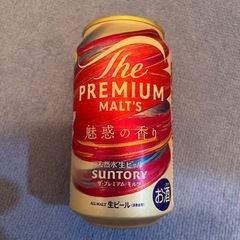 The
PREMIUM
MALT'S
魅惑の香り
天然水生ビール
SUNTORY
ザ・プレミアム・モルツ
ALL MALT 生ビール
お酒